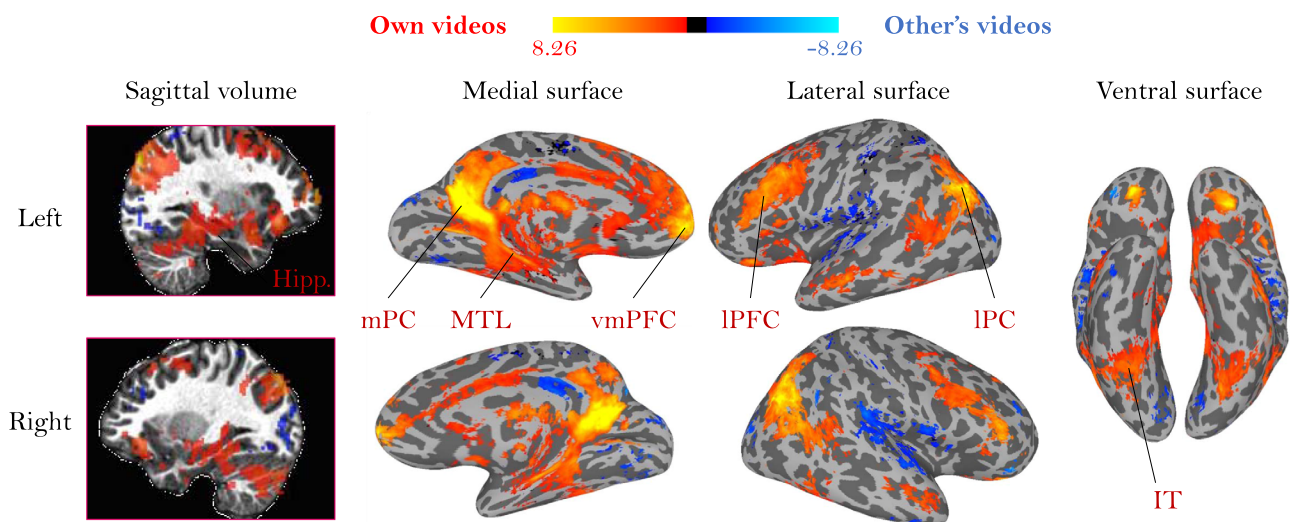 Own videos
Other's videos
8.26
-8.26
Sagittal volume
Medial surface
Lateral surface
Ventral surface
Left
Hipp.
mPC
MTL
vmPFC
lPFC
lPC
Right
IT